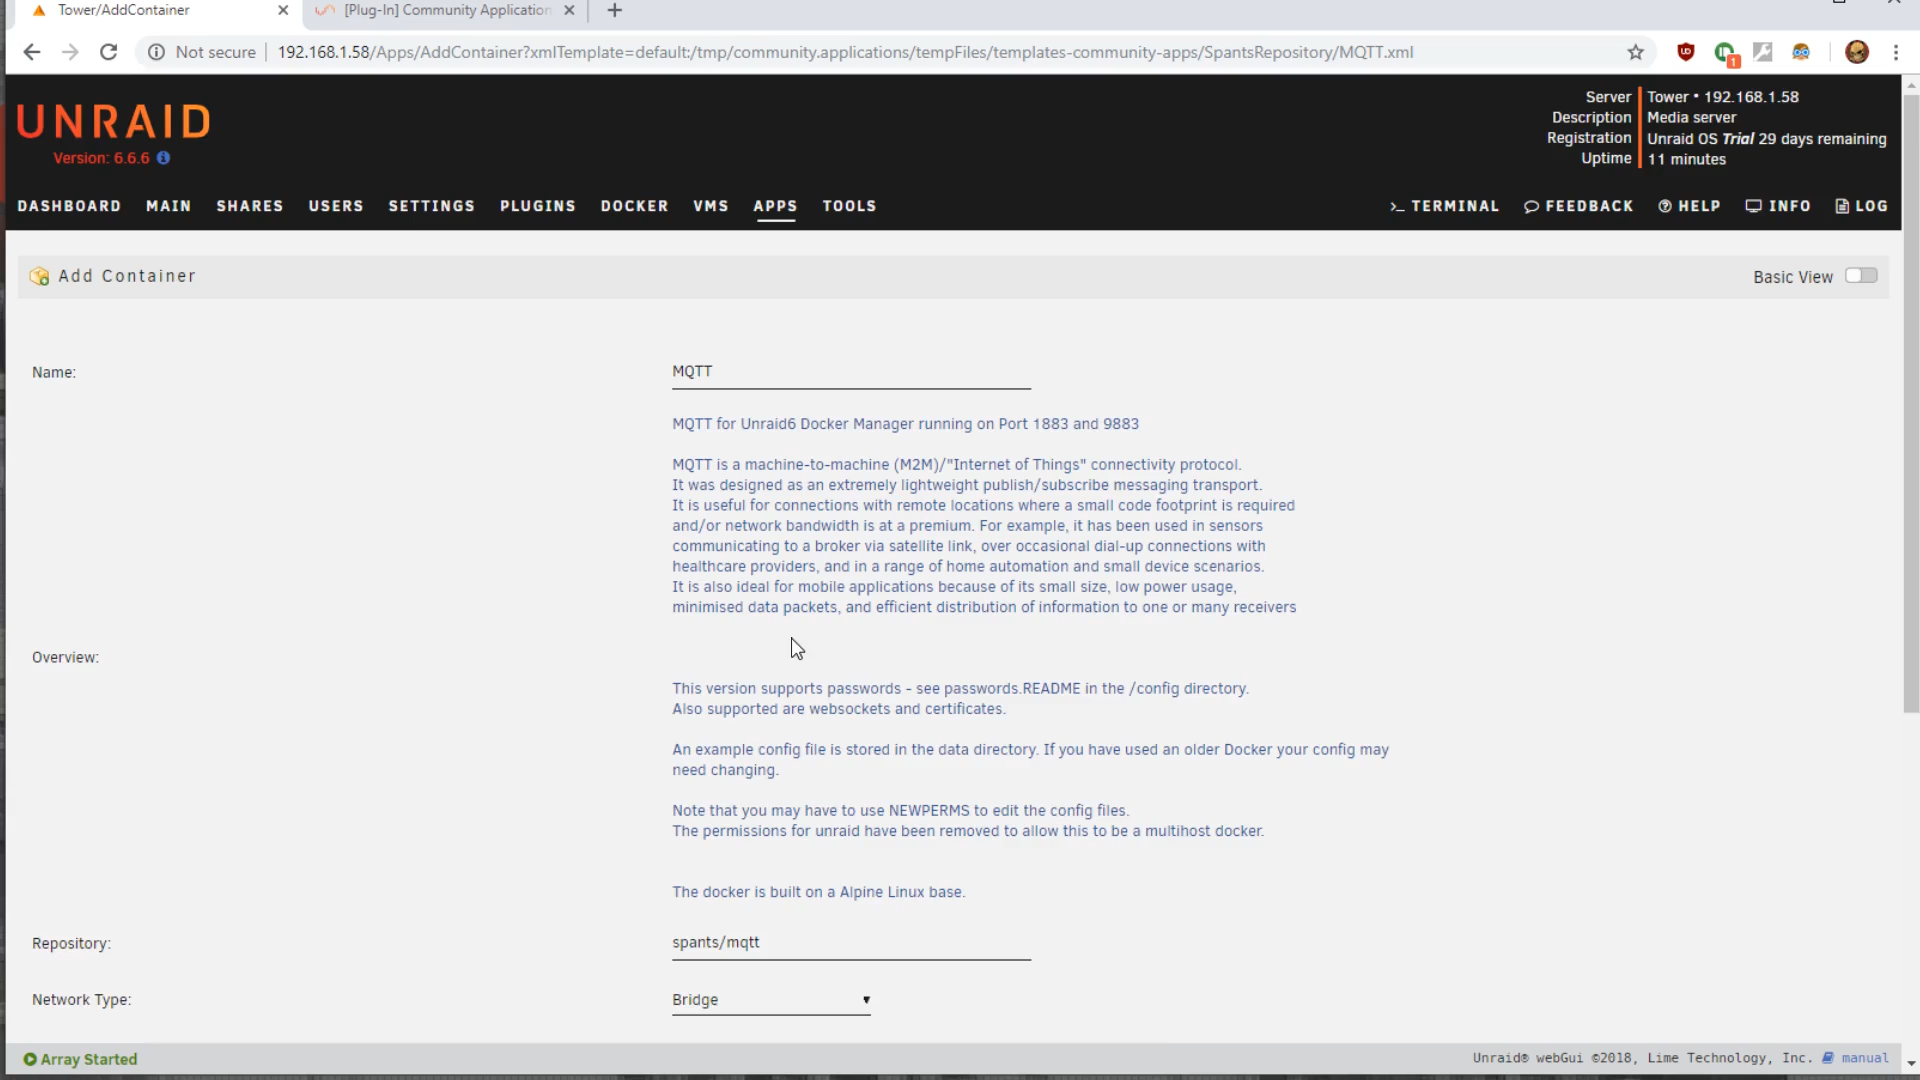 Tower/AddContainer
[Plug-In] Community Application
Not secure
192.168.1.58/Apps/AddContainer?xmlTemplate=default:/tmp/community.applications/tempFiles/templates-community-apps/SpantsRepository/MQTT.xml
1
UNRAID
Version: 6.6.6
Server Tower • 192.168.1.58
Description Media server
Registration Unraid OS Trial 29 days remaining
Uptime 11 minutes
DASHBOARD MAIN SHARES USERS SETTINGS PLUGINS DOCKER VMS APPS TOOLS
TERMINAL FEEDBACK HELP INFO LOG
Add Container
Basic View
Name:
MQTT
MQTT for Unraid6 Docker Manager running on Port 1883 and 9883
MQTT is a machine-to-machine (M2M)/"Internet of Things" connectivity protocol.
It was designed as an extremely lightweight publish/subscribe messaging transport.
It is useful for connections with remote locations where a small code footprint is required
and/or network bandwidth is at a premium. For example, it has been used in sensors
communicating to a broker via satellite link, over occasional dial-up connections with
healthcare providers, and in a range of home automation and small device scenarios.
It is also ideal for mobile applications because of its small size, low power usage,
minimised data packets, and efficient distribution of information to one or many receivers
Overview:
This version supports passwords - see passwords.README in the /config directory.
Also supported are websockets and certificates.
An example config file is stored in the data directory. If you have used an older Docker your config may
need changing.
Note that you may have to use NEWPERMS to edit the config files.
The permissions for unraid have been removed to allow this to be a multihost docker.
The docker is built on a Alpine Linux base.
Repository:
spants/mqtt
Network Type:
Bridge
Array Started
Unraid® webGui ©2018, Lime Technology, Inc. manual